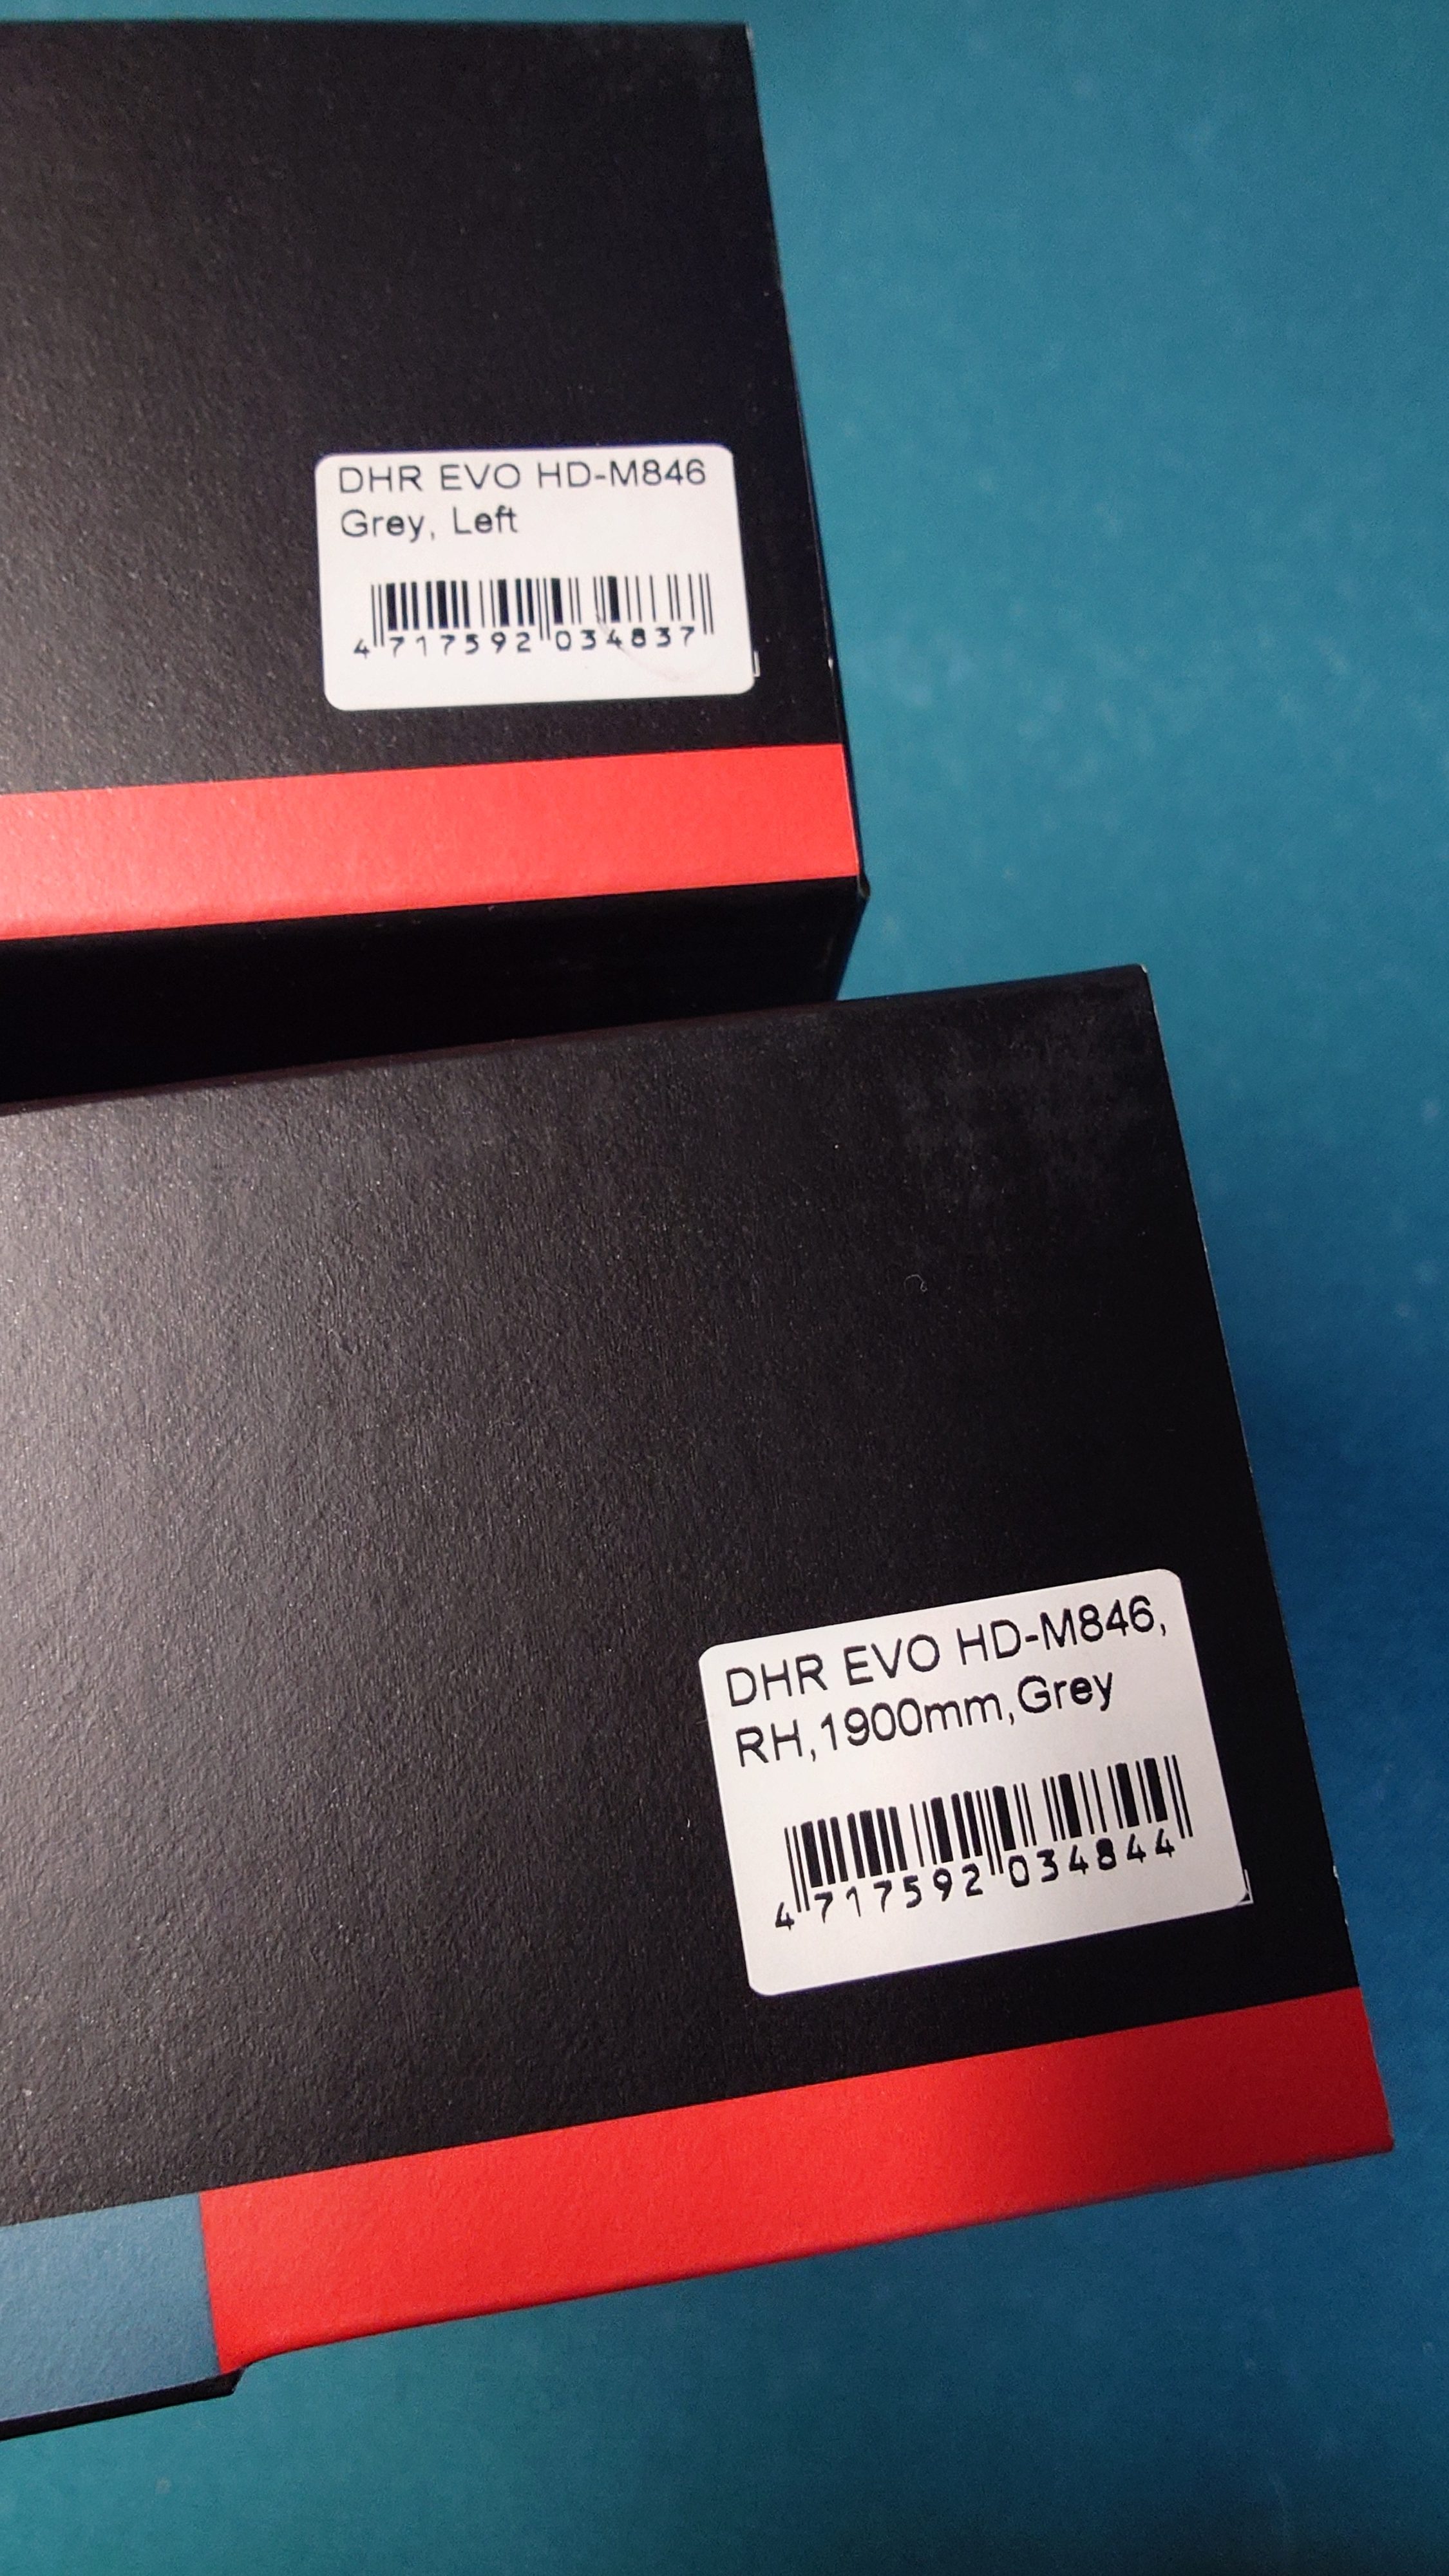 DHR EVO HD-M846
Grey, Left
4 717592 034837
DHR EVO HD-M846,
RH,1900mm,Grey
4 717592 034844